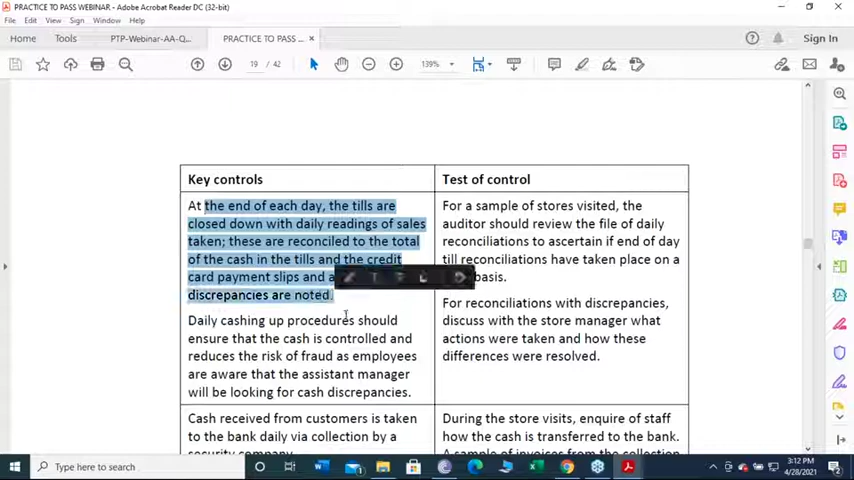 PRACTICE TO PASS WEBINAR - Adobe Acrobat Reader DC (32-bit)
File Edit View Sign Window Help
Home Tools PTP-Webinar-AA-Q... PRACTICE TO PASS ... × Sign In
19 / 42 139%
Key controls
At the end of each day, the tills are
closed down with daily readings of sales
taken; these are reconciled to the total
of the cash in the tills and the credit
card payment slips and a
discrepancies are noted.
Daily cashing up procedures should
ensure that the cash is controlled and
reduces the risk of fraud as employees
are aware that the assistant manager
will be looking for cash discrepancies.
Cash received from customers is taken
to the bank daily via collection by a
security company.
Test of control
For a sample of stores visited, the
auditor should review the file of daily
reconciliations to ascertain if end of day
till reconciliations have taken place on a
basis.
For reconciliations with discrepancies,
discuss with the store manager what
actions were taken and how these
differences were resolved.
During the store visits, enquire of staff
how the cash is transferred to the bank.
A sample of invoices from the collection
Type here to search
3:12 PM
4/28/2021